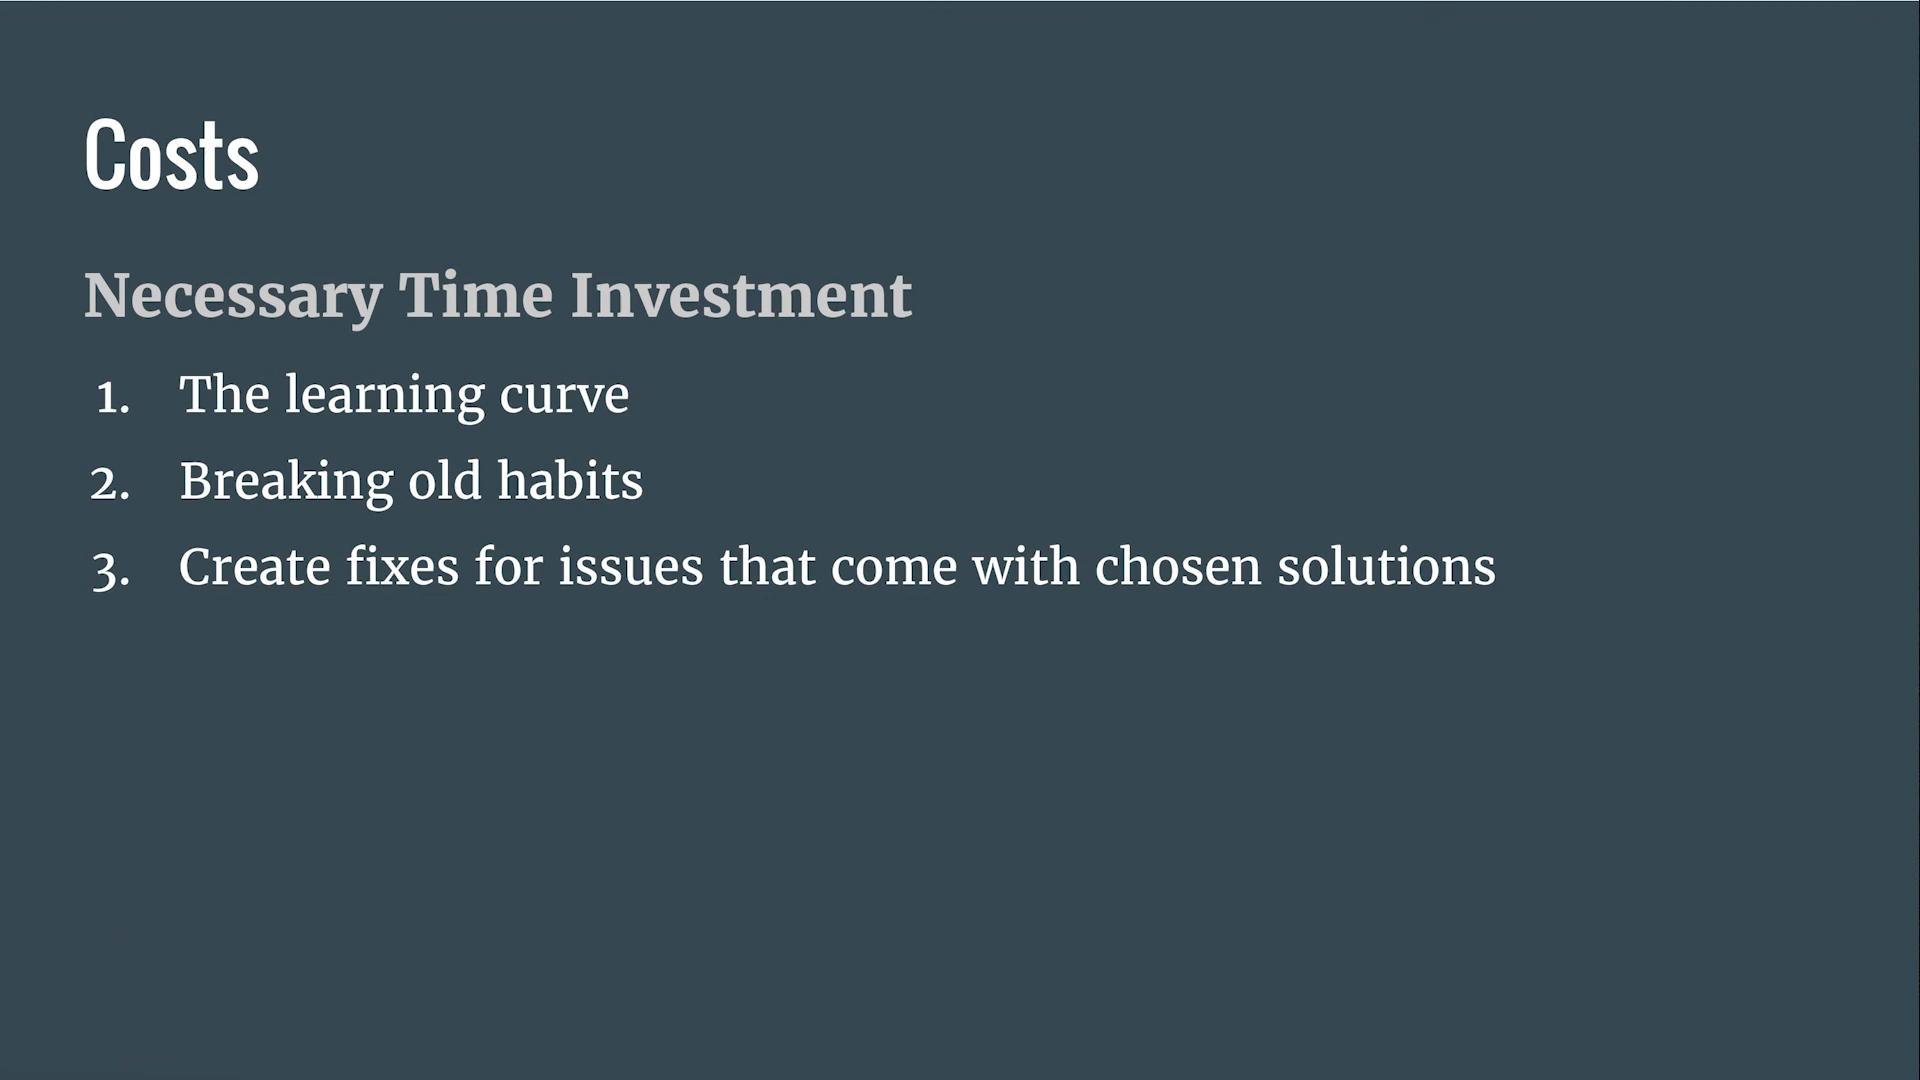 Costs
Necessary Time Investment
1. The learning curve
2. Breaking old habits
3. Create fixes for issues that come with chosen solutions